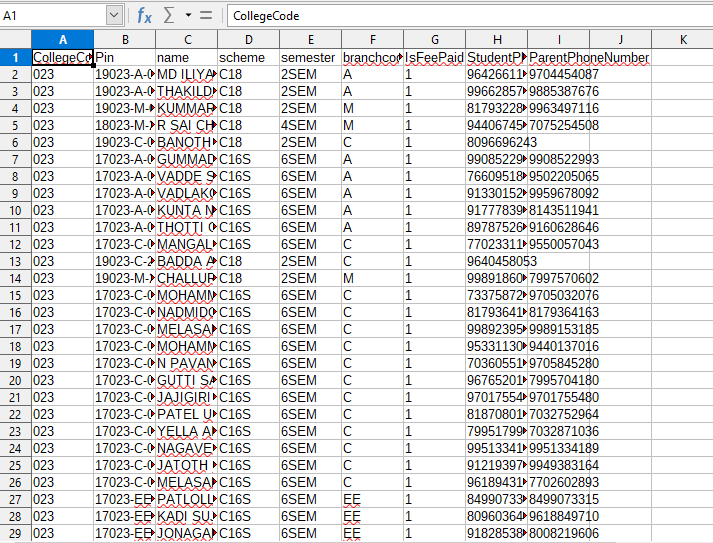 A1 CollegeCode
A B C D E F G H I J K
1 CollegeCo Pin name scheme semester branchcod IsFeePaid StudentPh ParentPhoneNumber
2 023 19023-A-0 MD ILIYA C18 2SEM A 1 96426611 9704454087
3 023 19023-A-0 THAKILD C18 2SEM A 1 99662857 9885387676
4 023 19023-M- KUMMAR C18 2SEM M 1 81793228 9963497116
5 023 18023-M- R SAI CH C18 4SEM M 1 94406745 7075254508
6 023 19023-C-0 BANOTH C18 2SEM C 1 8096696243
7 023 17023-A-0 GUMMAD C16S 6SEM A 1 99085229 9908522993
8 023 17023-A-0 VADDE S C16S 6SEM A 1 76609518 9502205065
9 023 17023-A-0 VADLAK C16S 6SEM A 1 91330152 9959678092
10 023 17023-A-0 KUNTA N C16S 6SEM A 1 91777839 8143511941
11 023 17023-A-0 THOTTI C16S 6SEM A 1 89787526 9160628646
12 023 17023-C-0 MANGAL C16S 6SEM C 1 77023311 9550057043
13 023 19023-C-2 BADDA A C18 2SEM C 1 9640458053
14 023 19023-M- CHALLUR C18 2SEM M 1 99891860 7997570602
15 023 17023-C-0 MOHAMM C16S 6SEM C 1 73375872 9705032076
16 023 17023-C-0 NADMID C16S 6SEM C 1 81793641 8179364163
17 023 17023-C-0 MELASA C16S 6SEM C 1 99892395 9989153185
18 023 17023-C-0 MOHAMM C16S 6SEM C 1 95331130 9440137016
19 023 17023-C-0 N PAVAN C16S 6SEM C 1 70360551 9705845280
20 023 17023-C-0 GUTTI SA C16S 6SEM C 1 96765201 7995704180
21 023 17023-C-0 JAJIGIRI C16S 6SEM C 1 97017554 9701755480
22 023 17023-C-0 PATEL U C16S 6SEM C 1 81870801 7032752964
23 023 17023-C-0 YELLA A C16S 6SEM C 1 79951799 7032871036
24 023 17023-C-0 NAGAVE C16S 6SEM C 1 99513341 9951334189
25 023 17023-C-0 JATOTH C16S 6SEM C 1 91219397 9949383164
26 023 17023-C-0 MELASA C16S 6SEM C 1 96189431 7702602893
27 023 17023-EE PATLOLL C16S 6SEM EE 1 84990733 8499073315
28 023 17023-EE KADI SU C16S 6SEM EE 1 80960364 9618849710
29 023 17023-EE JONAGA C16S 6SEM EE 1 91828538 8008219606